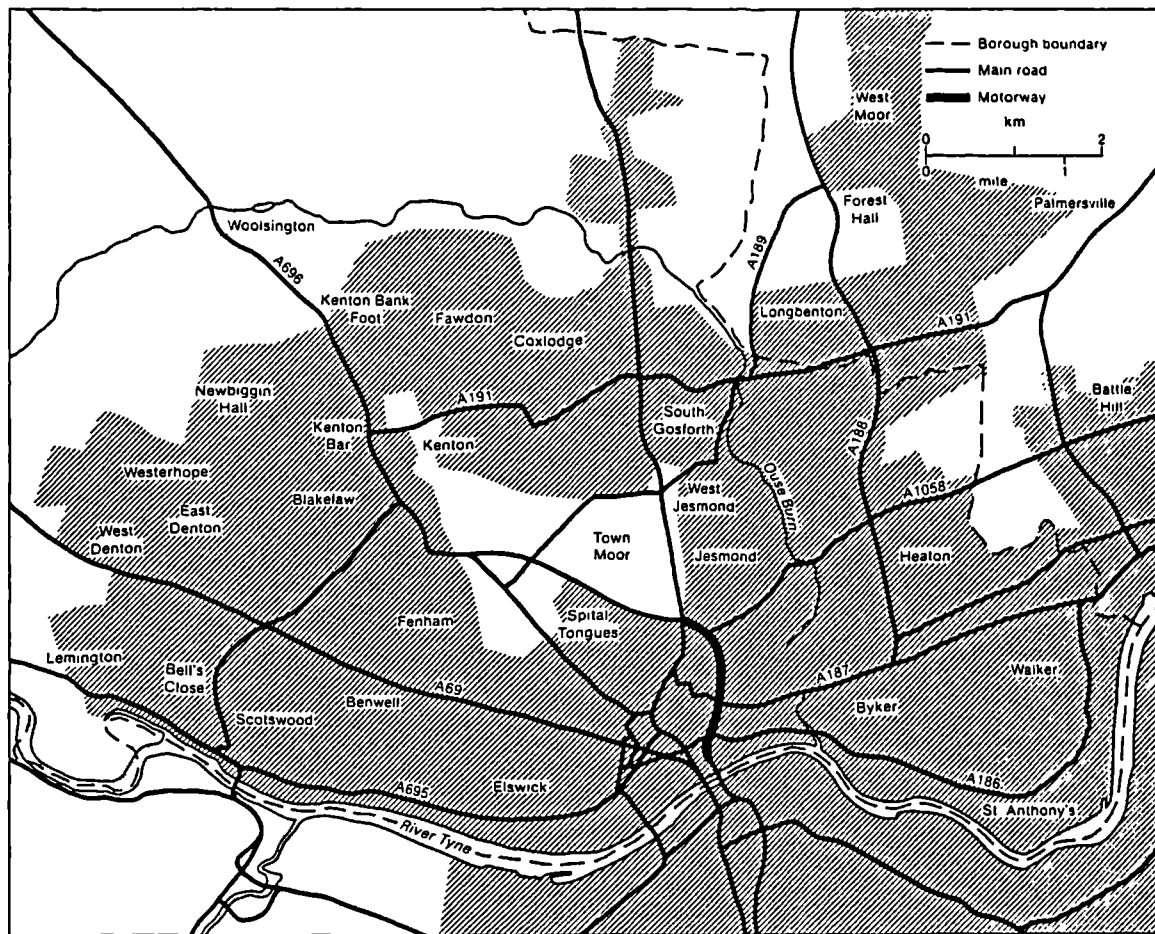 Borough boundary
Main road
Motorway
km
0 2
0 1
mile
West
Moor
Forest
Hall
Palmersville
Woolsington
A696
A189
Kenton Bank
Foot
Fawdon
Coxlodge
Longbenton
A191
Newbiggin
Hall
A191
Kenton
Bar
Kenton
South
Gosforth
A188
Battle
Hill
Westerhope
Blakelaw
Ouse Burn
A1058
East
Denton
West
Denton
West
Jesmond
Town
Moor
Jesmond
Heaton
Fenham
Spital
Tongues
Lemington
Bell's
Close
A69
Benwell
A187
Walker
Byker
Scotswood
A695
Elswick
A186
St. Anthony's
River Tyne